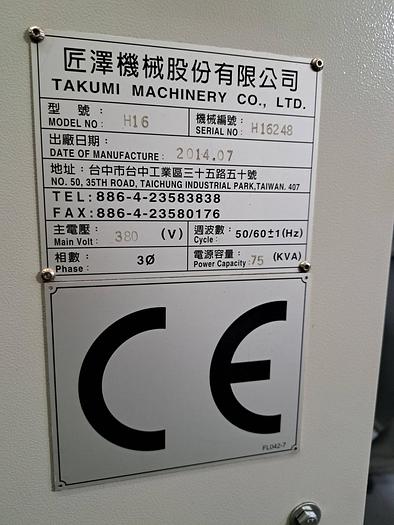 匠澤機械股份有限公司
TAKUMI MACHINERY CO., LTD.
型 號： MODEL NO： H16 機械編號： SERIAL NO： H16248
出廠日期： DATE OF MANUFACTURE： 2014.07
地址：台中市台中工業區三十五路五十號
NO. 50, 35TH ROAD, TAICHUNG INDUSTRIAL PARK,TAIWAN. 407
TEL:886-4-23583838
FAX:886-4-23580176
主電壓： Main Volt： 380 (V) 週波數： Cycle： 50/60±1(Hz)
相數： Phase： 3Ø 電源容量： Power Capacity： 75 (KVA)
CE
FL042-7